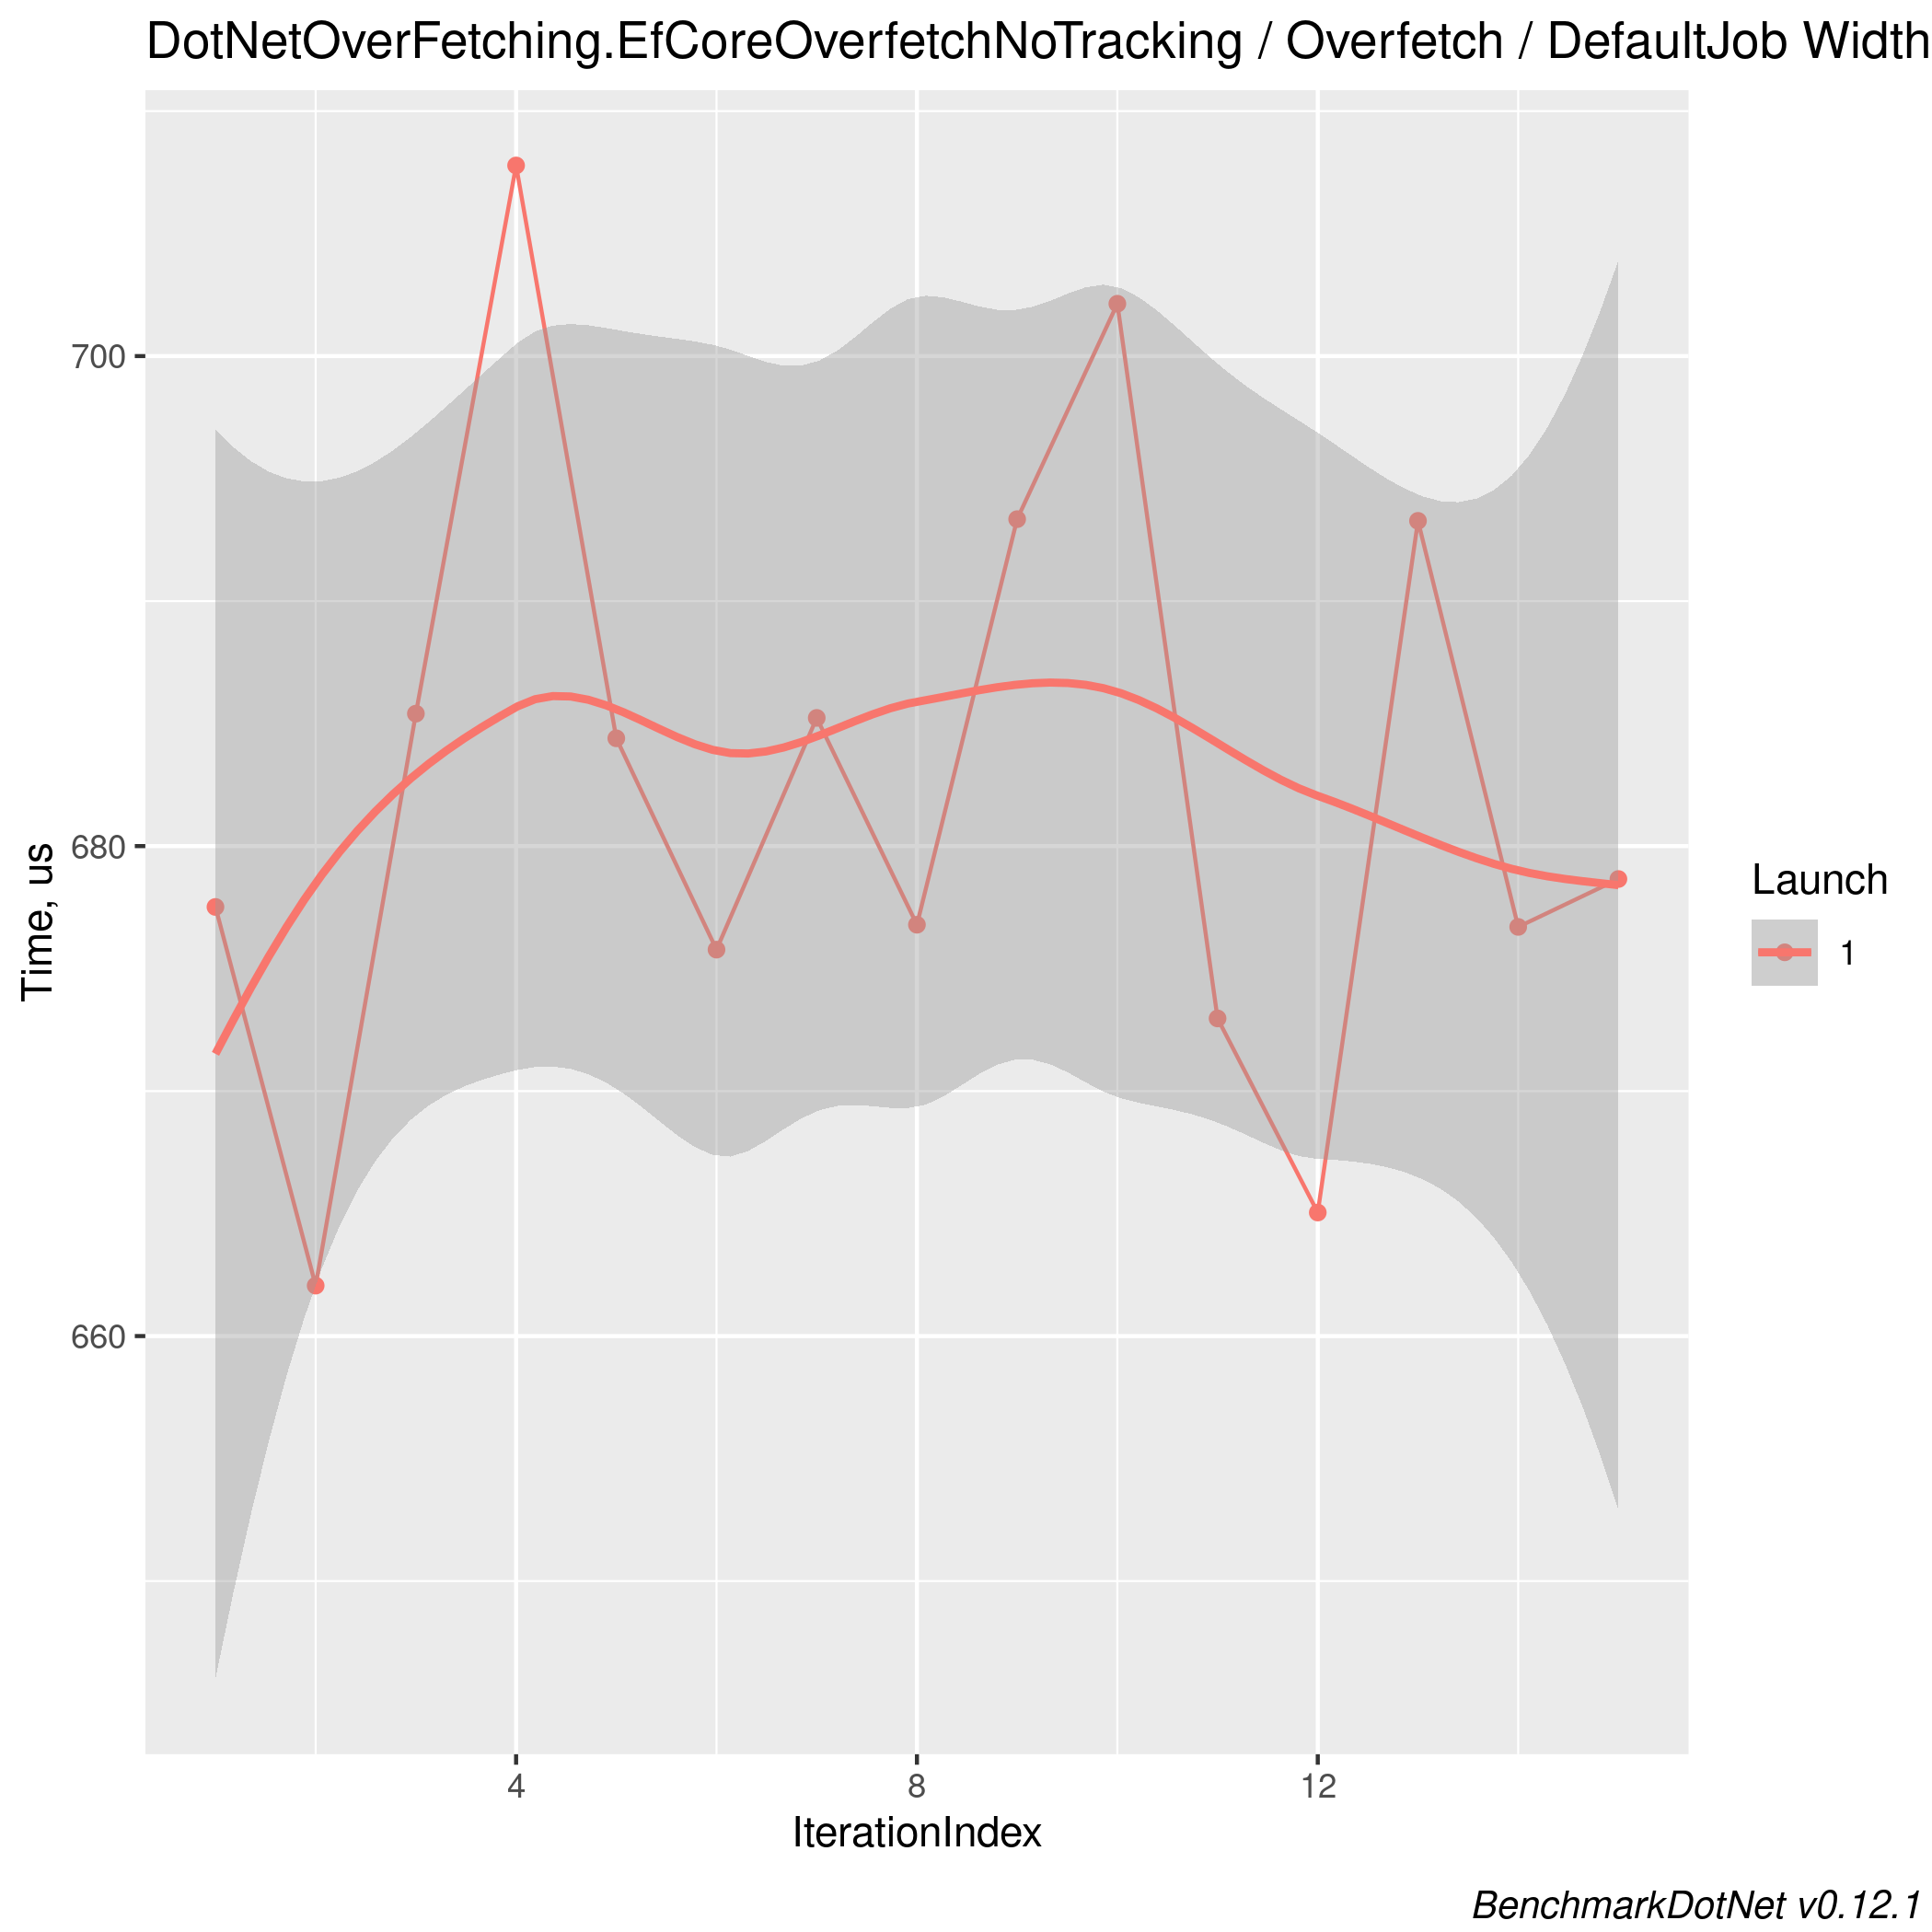 DotNetOverFetching.EfCoreOverfetchNoTracking / Overfetch / DefaultJob Width
700
680
660
Time, us
4
8
12
IterationIndex
Launch
1
BenchmarkDotNet v0.12.1